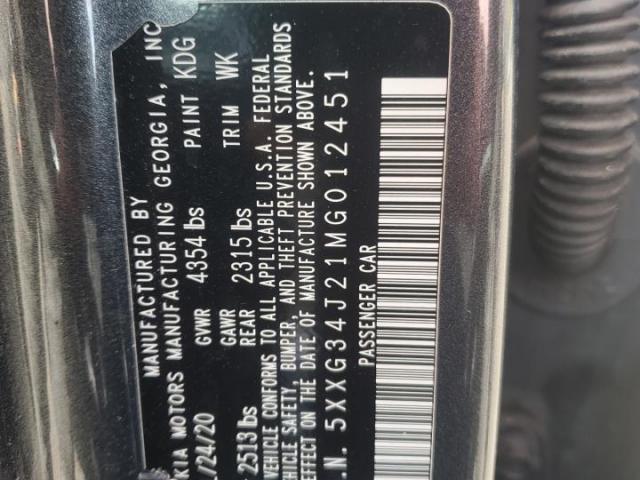 MANUFACTURED BY
KIA MOTORS MANUFACTURING GEORGIA, INC
/24/20 GVWR 4354 lbs PAINT KDG
2513 lbs GAWR REAR 2315 lbs TRIM WK
VEHICLE CONFORMS TO ALL APPLICABLE U.S.A. FEDERAL
VEHICLE SAFETY, BUMPER, AND THEFT PREVENTION STANDARDS
EFFECT ON THE DATE OF MANUFACTURE SHOWN ABOVE.
.N. 5XXG34J21MG012451
PASSENGER CAR